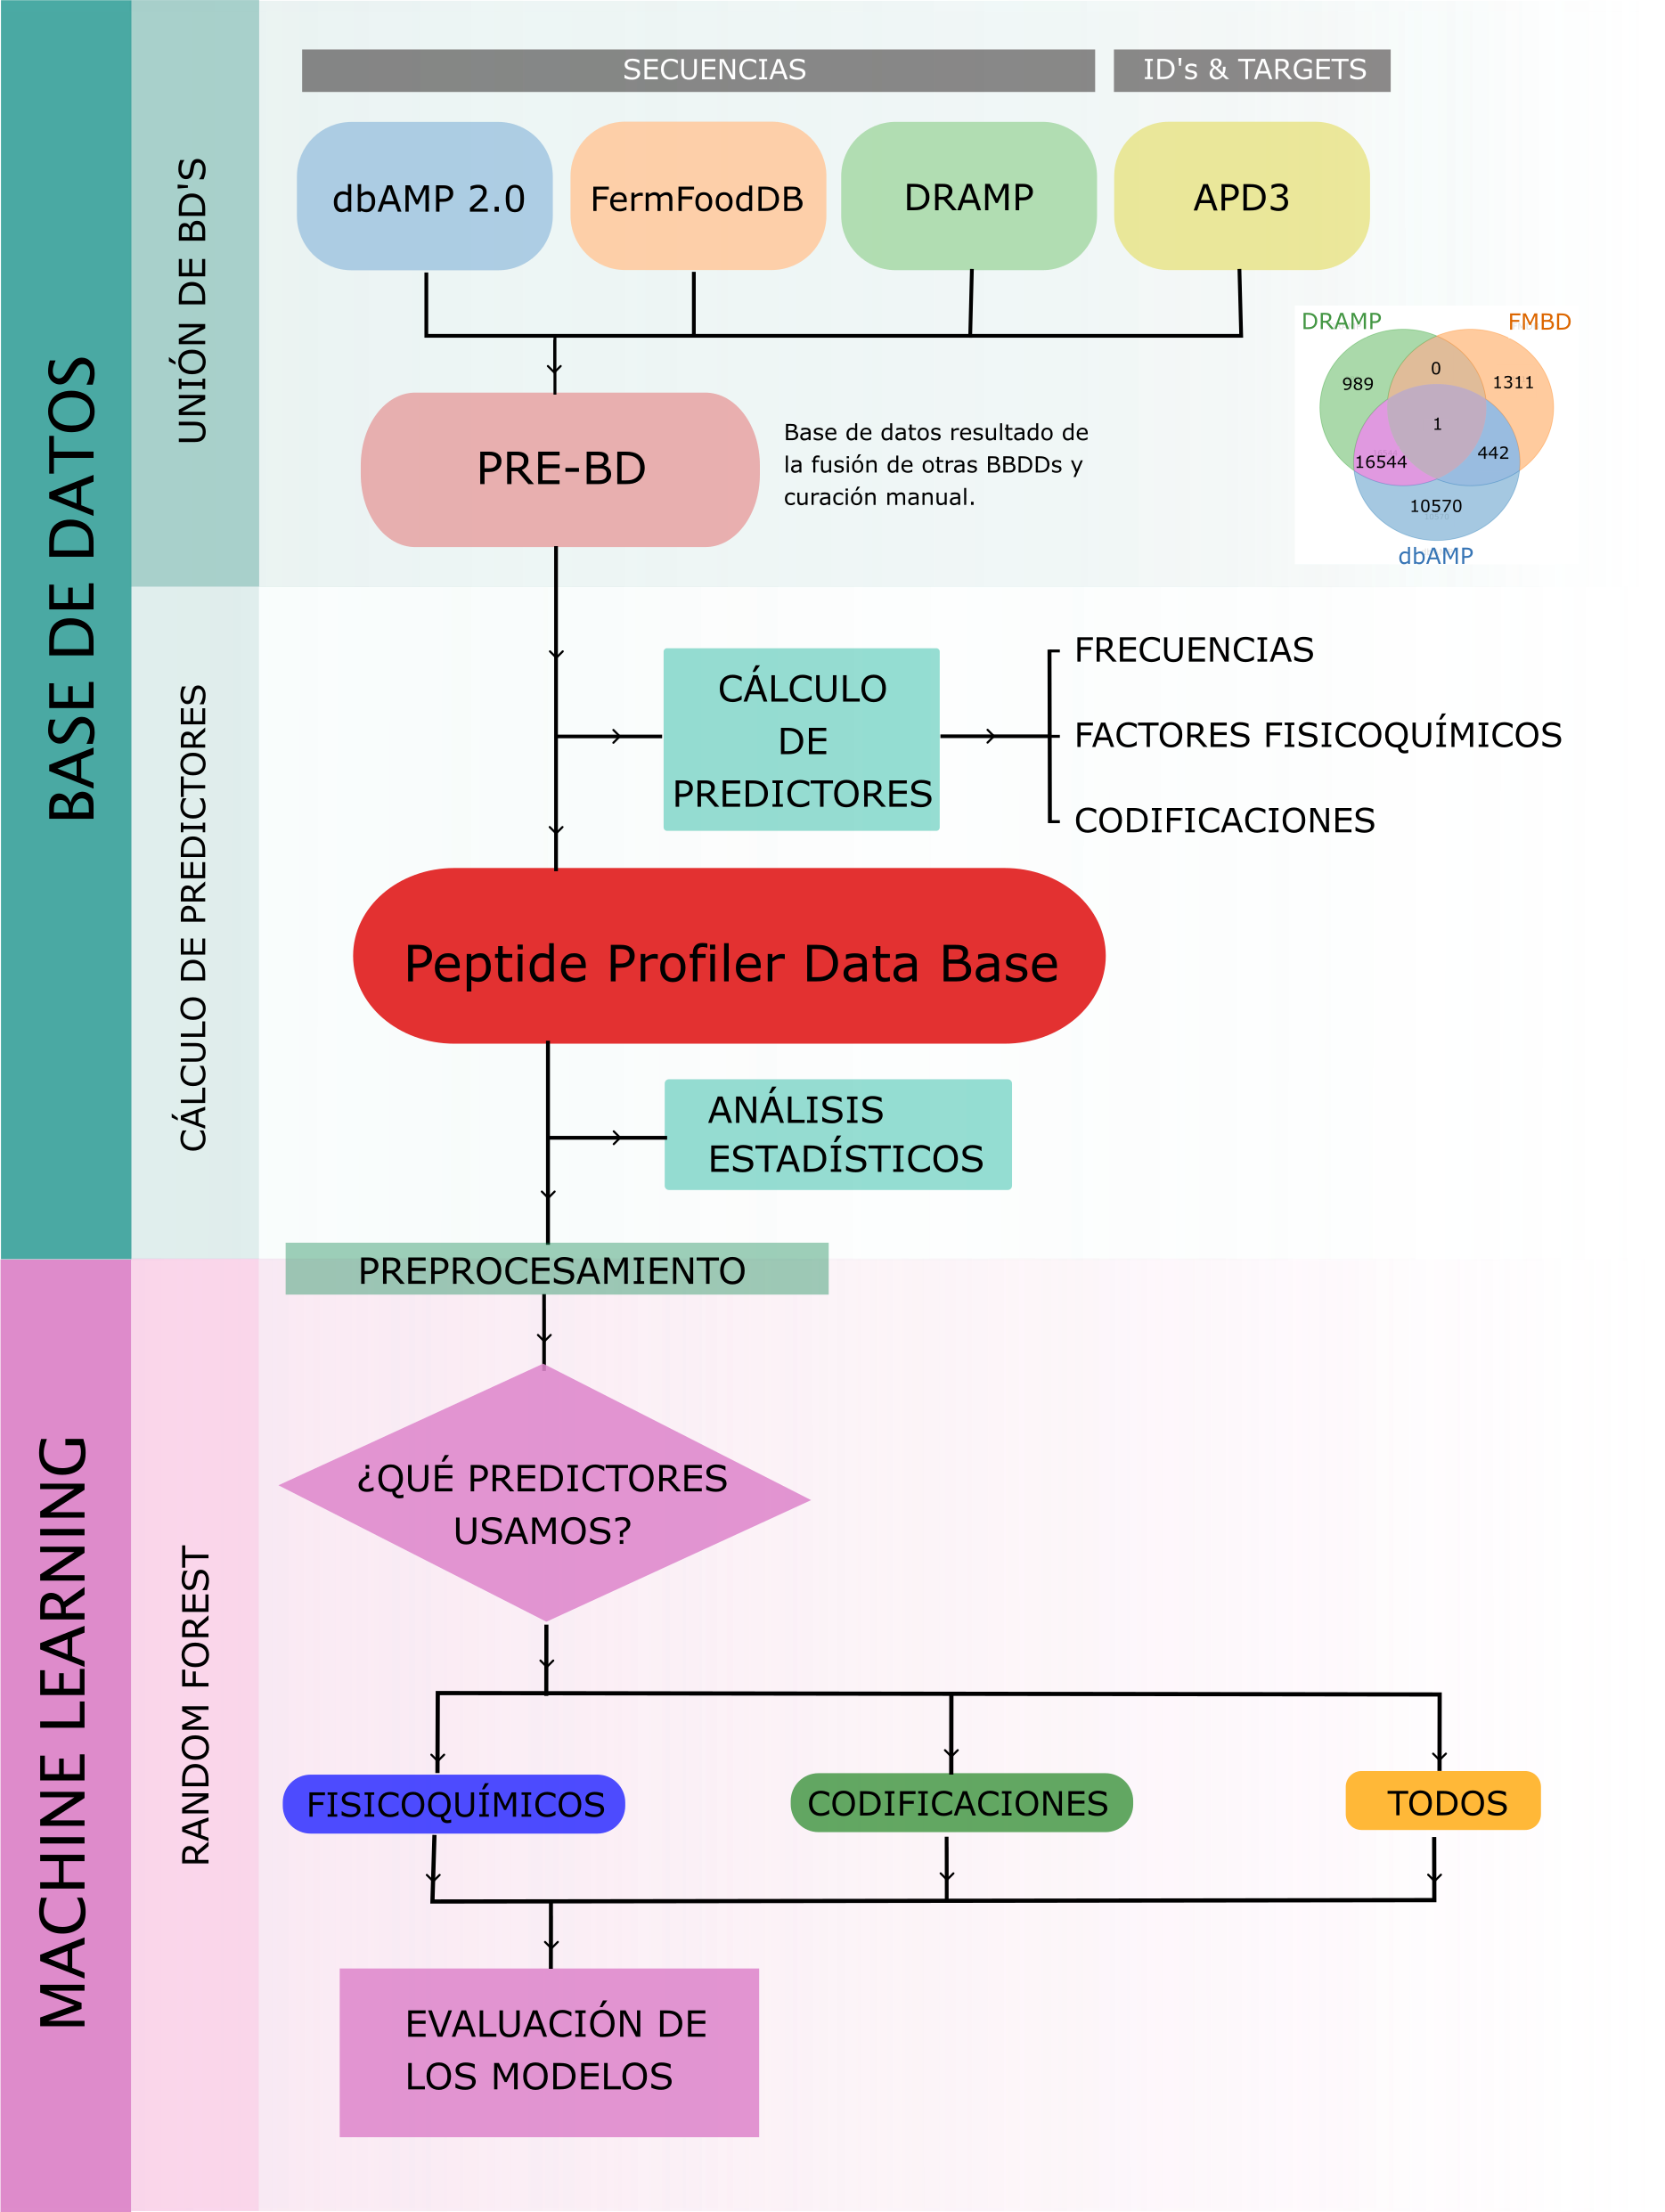 BASE DE DATOS
UNIÓN DE BD'S
SECUENCIAS
ID's & TARGETS
dbAMP 2.0
FermFoodDB
DRAMP
APD3
DRAMP
FMBD
989
0
1311
1
16544
442
10570
dbAMP
PRE-BD
Base de datos resultado de
la fusión de otras BBDDs y
curación manual.
CÁLCULO DE PREDICTORES
CÁLCULO
DE
PREDICTORES
FRECUENCIAS
FACTORES FISICOQUÍMICOS
CODIFICACIONES
Peptide Profiler Data Base
ANÁLISIS
ESTADÍSTICOS
MACHINE LEARNING
RANDOM FOREST
PREPROCESAMIENTO
¿QUÉ PREDICTORES
USAMOS?
FISICOQUÍMICOS
CODIFICACIONES
TODOS
EVALUACIÓN DE
LOS MODELOS